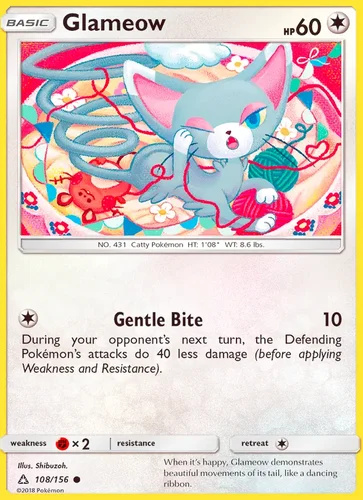 BASIC Glameow HP60
NO. 431 Catty Pokémon HT: 1'08" WT: 8.6 lbs.
Gentle Bite 10
During your opponent's next turn, the Defending
Pokémon's attacks do 40 less damage (before applying
Weakness and Resistance).
weakness ×2 resistance retreat
Illus. Shibuzoh.
108/156
©2018 Pokémon
When it's happy, Glameow demonstrates
beautiful movements of its tail, like a dancing
ribbon.